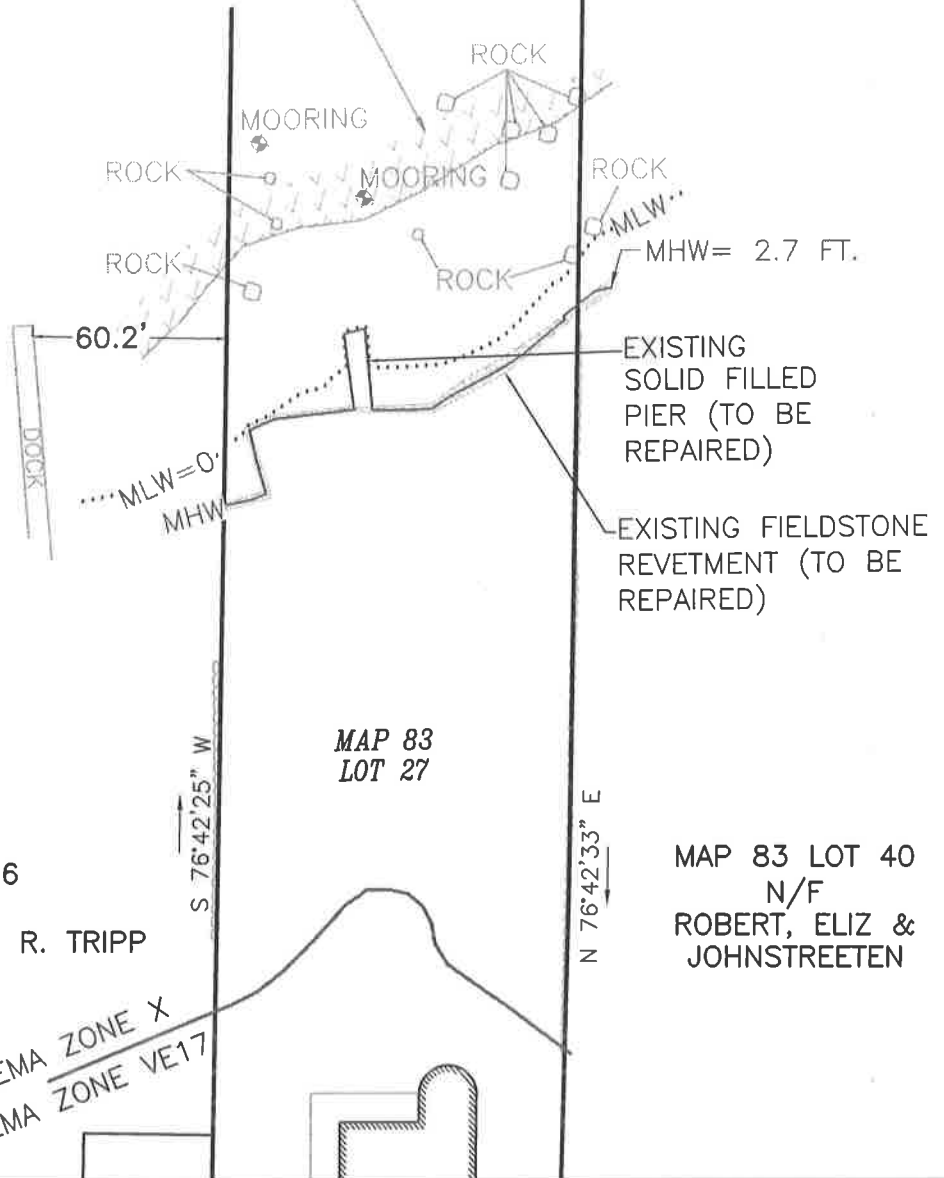 ROCK
MOORING
ROCK
MOORING
ROCK
MLW
ROCK
ROCK
MHW= 2.7 FT.
60.2'
EXISTING
SOLID FILLED
PIER (TO BE
REPAIRED)
DOCK
MLW=0
MHW
EXISTING FIELDSTONE
REVETMENT (TO BE
REPAIRED)
MAP 83
LOT 27
S 76°42'25" W
N 76°42'33" E
6
R. TRIPP
MAP 83 LOT 40
N/F
ROBERT, ELIZ &
JOHNSTREETEN
EMA ZONE X
EMA ZONE VE17